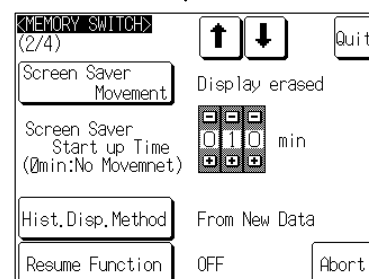 <MEMORY SWITCH>
(2/4)
Quit
Screen Saver
Movement
Display erased
Screen Saver
Start up Time
(0min:No Movemnet)
010 min
Hist.Disp.Method
From New Data
Resume Function
OFF
Abort